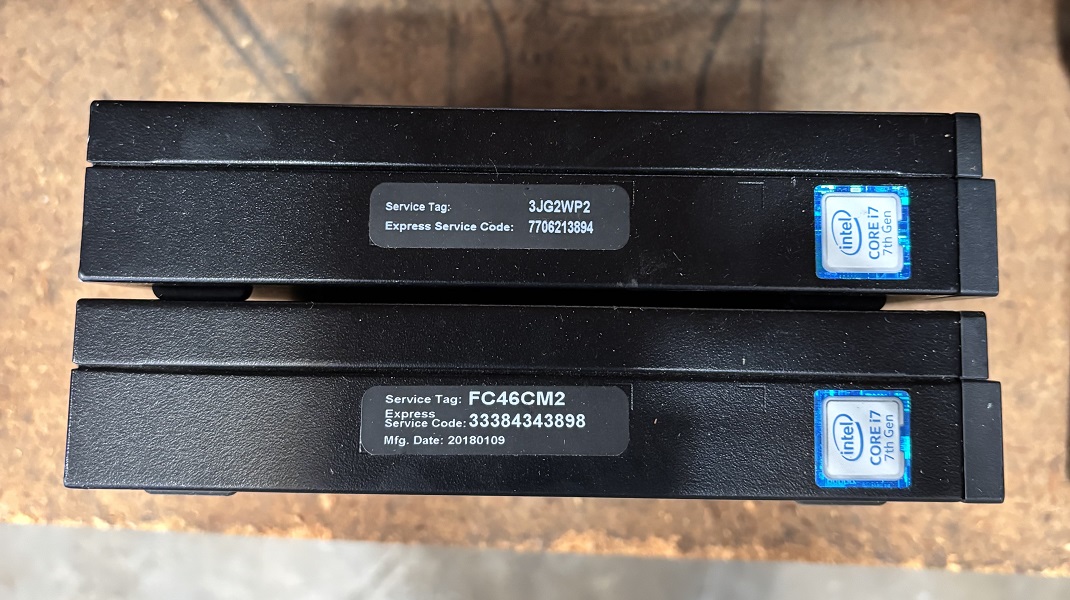 Service Tag: 3JG2WP2
Express Service Code: 7706213894
intel
CORE i7
7th Gen
Service Tag: FC46CM2
Express
Service Code: 33384343898
Mfg. Date: 20180109
intel
CORE i7
7th Gen